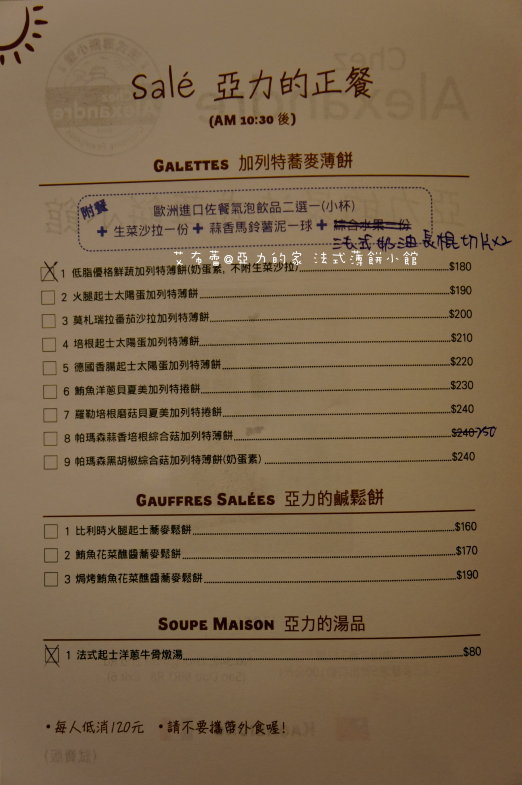 Salé 亞力的正餐
(AM 10:30 後)
GALETTES 加列特蕎麥薄餅
附餐 歐洲進口佐餐氣泡飲品二選一(小杯)
+ 生菜沙拉一份 + 蒜香馬鈴薯泥一球 + 綜合水果一份
法式奶油長棍切片x2
艾布蕾@亞力的家 法式薄餅小館
1 低脂優格鮮蔬加列特薄餅(奶蛋素, 不附生菜沙拉) $180
2 火腿起士太陽蛋加列特薄餅 $190
3 莫札瑞拉番茄沙拉加列特薄餅 $200
4 培根起士太陽蛋加列特薄餅 $210
5 德國香腸起士太陽蛋加列特薄餅 $220
6 鮪魚洋蔥貝夏美加列特捲餅 $230
7 羅勒培根磨菇貝夏美加列特捲餅 $240
8 帕瑪森蒜香培根綜合菇加列特薄餅 $240 250
9 帕瑪森黑胡椒綜合菇加列特薄餅(奶蛋素) $240
GAUFFRES SALÉES 亞力的鹹鬆餅
1 比利時火腿起士蕎麥鬆餅 $160
2 鮪魚花菜醮醬蕎麥鬆餅 $170
3 焗烤鮪魚花菜醮醬蕎麥鬆餅 $190
SOUPE MAISON 亞力的湯品
1 法式起士洋蔥牛骨燉湯 $80
•每人低消120元 •請不要攜帶外食喔!